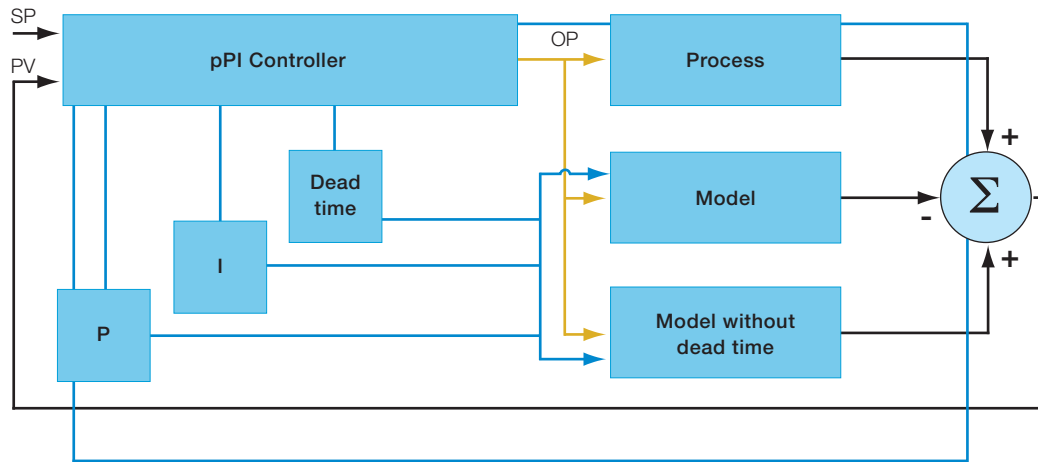 SP
OP
PV
pPI Controller
Process
+
Dead
time
Model
Σ
-
I
+
P
Model without
dead time